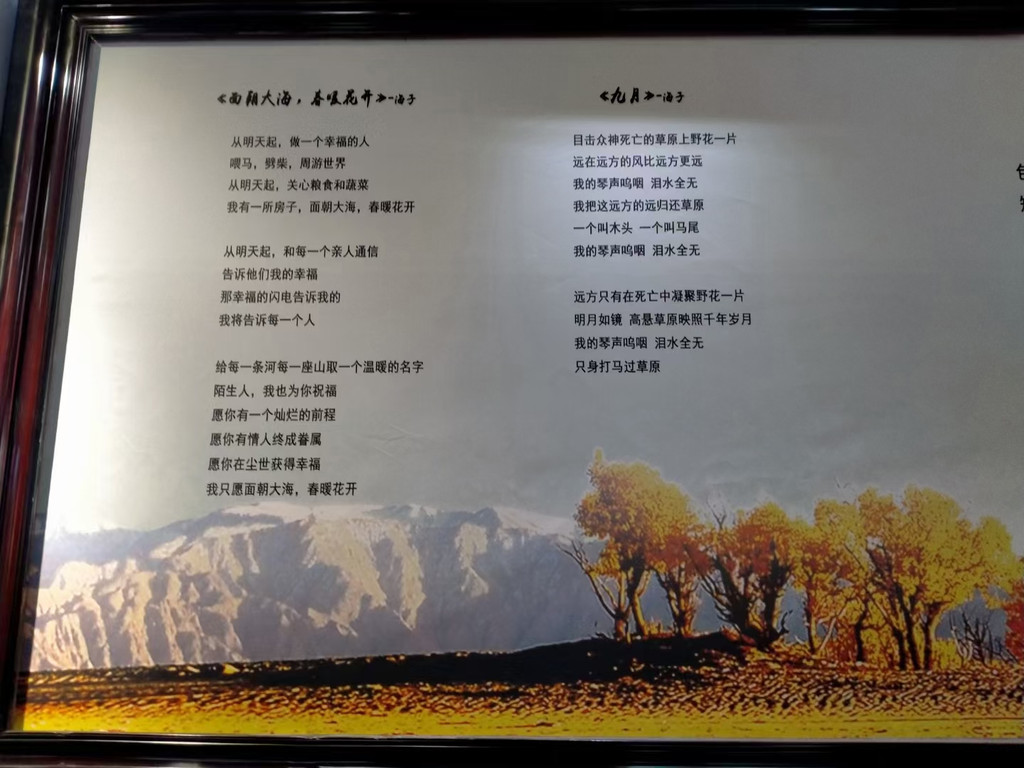 《面朝大海，春暖花开》-海子
从明天起，做一个幸福的人
喂马，劈柴，周游世界
从明天起，关心粮食和蔬菜
我有一所房子，面朝大海，春暖花开
从明天起，和每一个亲人通信
告诉他们我的幸福
那幸福的闪电告诉我的
我将告诉每一个人
给每一条河每一座山取一个温暖的名字
陌生人，我也为你祝福
愿你有一个灿烂的前程
愿你有情人终成眷属
愿你在尘世获得幸福
我只愿面朝大海，春暖花开
《九月》-海子
目击众神死亡的草原上野花一片
远在远方的风比远方更远
我的琴声呜咽 泪水全无
我把这远方的远归还草原
一个叫木头 一个叫马尾
我的琴声呜咽 泪水全无
远方只有在死亡中凝聚野花一片
明月如镜 高悬草原映照千年岁月
我的琴声呜咽 泪水全无
只身打马过草原